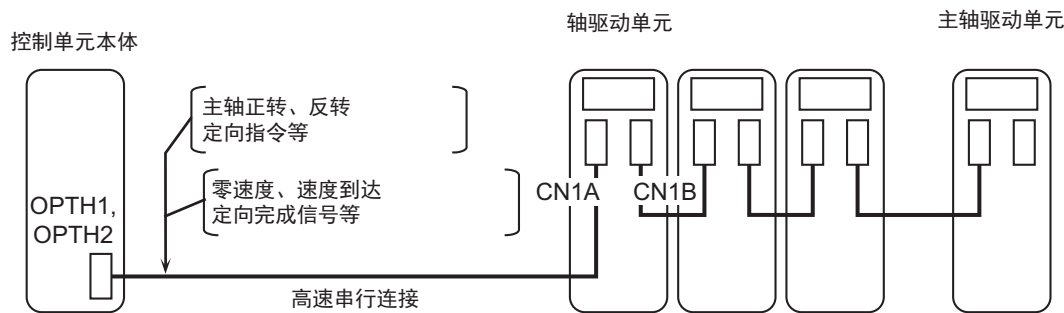 控制单元本体
轴驱动单元
主轴驱动单元
主轴正转、反转
定向指令等
零速度、速度到达
定向完成信号等
OPTH1,
OPTH2
CN1A
CN1B
高速串行连接